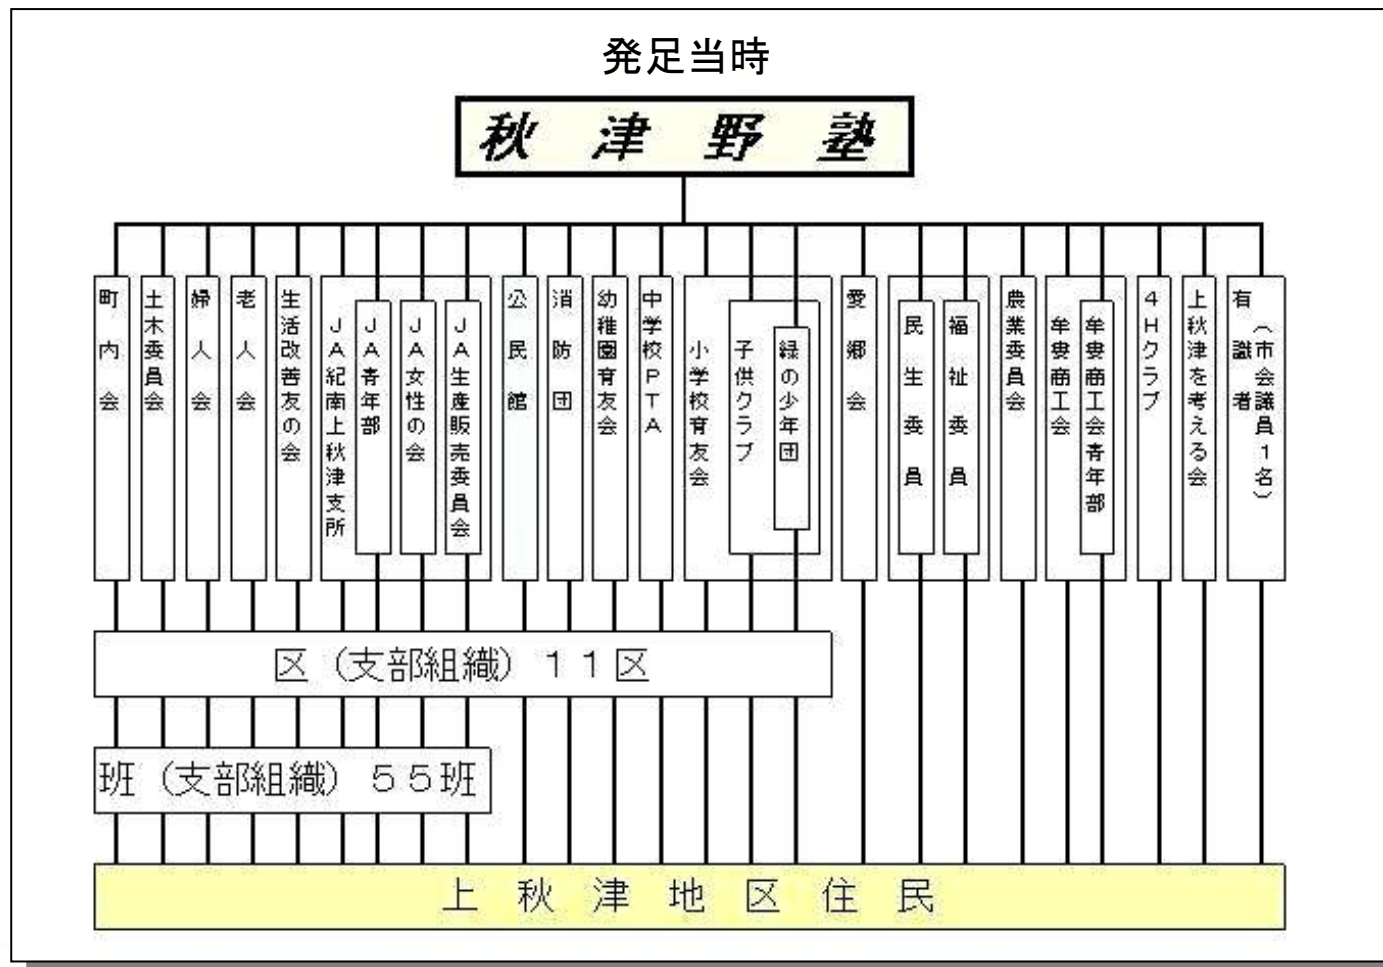 発足当時
秋津野塾
町内会
土木委員会
婦人会
老人会
生活改善友の会
JA紀南上秋津支所
JA青年部
JA女性の会
JA生産販売委員会
公民館
消防団
幼稚園育友会
中学校PTA
小学校育友会
子供クラブ
緑の少年団
愛郷会
民生委員
福祉委員
農業委員会
牟婁商工会
牟婁商工会青年部
4Hクラブ
上秋津を考える会
有識者
(市会議員1名)
区(支部組織)11区
班(支部組織)55班
上秋津地区住民